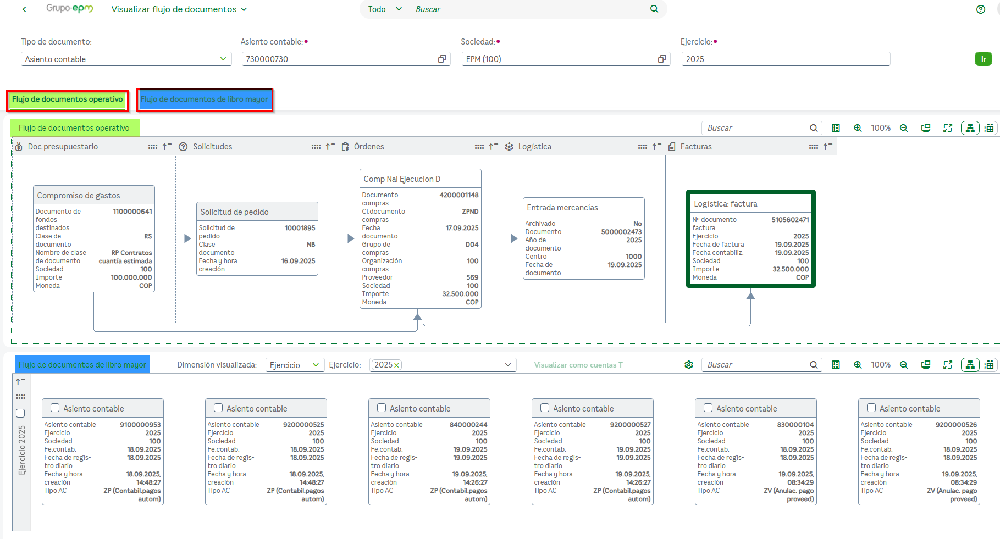 Grupo·epm
Visualizar flujo de documentos
Todo
Buscar
Tipo de documento:
Asiento contable:
Sociedad:
Ejercicio:
Asiento contable
730000730
EPM (100)
2025
Ir
Flujo de documentos operativo
Flujo de documentos de libro mayor
Flujo de documentos operativo
Buscar
100%
Doc.presupuestario
Solicitudes
Órdenes
Logística
Facturas
Compromiso de gastos
Documento de fondos destinados 1100000641
Clase de documento RS
Nombre de clase de documento RP Contratos cuantía estimada
Sociedad 100
Importe 100.000.000
Moneda COP
Solicitud de pedido
Solicitud de pedido 10001895
Clase documento NB
Fecha y hora creación 16.09.2025
Comp Nal Ejecucion D
Documento compras 4200001148
Cl.documento compras ZPND
Fecha documento 17.09.2025
Grupo de compras D04
Organización compras 100
Proveedor 569
Sociedad 100
Importe 32.500.000
Moneda COP
Entrada mercancías
Archivado No
Documento 5000002473
Año de documento 2025
Centro 1000
Fecha de documento 19.09.2025
Logística: factura
Nº documento factura 5105602471
Ejercicio 2025
Fecha de factura 19.09.2025
Fecha contabiliz. 19.09.2025
Sociedad 100
Importe 32.500.000
Moneda COP
Flujo de documentos de libro mayor
Dimensión visualizada:
Ejercicio
Ejercicio:
2025
Visualizar como cuentas T
Buscar
100%
Ejercicio 2025
Asiento contable
Asiento contable 9100000953
Ejercicio 2025
Sociedad 100
Fe.contab. 18.09.2025
Fecha de regis-tro diario 18.09.2025
Fecha y hora creación 18.09.2025, 14:48:27
Tipo AC ZP (Contabil.pagos autom)
Asiento contable
Asiento contable 9200000525
Ejercicio 2025
Sociedad 100
Fe.contab. 18.09.2025
Fecha de regis-tro diario 18.09.2025
Fecha y hora creación 18.09.2025, 14:48:27
Tipo AC ZP (Contabil.pagos autom)
Asiento contable
Asiento contable 840000244
Ejercicio 2025
Sociedad 100
Fe.contab. 19.09.2025
Fecha de regis-tro diario 19.09.2025
Fecha y hora creación 19.09.2025, 14:26:27
Tipo AC ZP (Contabil.pagos autom)
Asiento contable
Asiento contable 9200000527
Ejercicio 2025
Sociedad 100
Fe.contab. 19.09.2025
Fecha de regis-tro diario 19.09.2025
Fecha y hora creación 19.09.2025, 14:26:27
Tipo AC ZP (Contabil.pagos autom)
Asiento contable
Asiento contable 830000104
Ejercicio 2025
Sociedad 100
Fe.contab. 18.09.2025
Fecha de regis-tro diario 18.09.2025
Fecha y hora creación 19.09.2025, 08:34:29
Tipo AC ZV (Anulac. pago proveed)
Asiento contable
Asiento contable 9200000526
Ejercicio 2025
Sociedad 100
Fe.contab. 18.09.2025
Fecha de regis-tro diario 18.09.2025
Fecha y hora creación 19.09.2025, 08:34:29
Tipo AC ZV (Anulac. pago proveed)